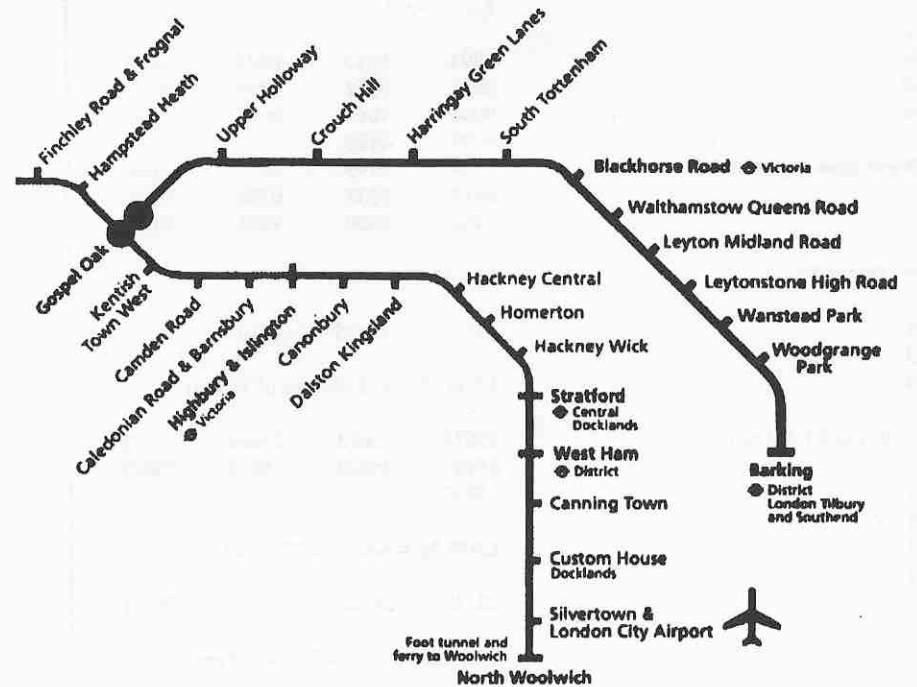 Finchley Road & Frognal
Hampstead Heath
Upper Holloway
Crouch Hill
Harringay Green Lanes
South Tottenham
Blackhorse Road Victoria
Walthamstow Queens Road
Leyton Midland Road
Leytonstone High Road
Wanstead Park
Woodgrange
Park
Barking
District
London Tilbury
and Southend
Gospel Oak
Kentish
Town West
Camden Road
Caledonian Road & Barnsbury
Highbury & Islington
Victoria
Canonbury
Dalston Kingsland
Hackney Central
Homerton
Hackney Wick
Stratford
Central
Docklands
West Ham
District
Canning Town
Custom House
Docklands
Silvertown &
London City Airport
Foot tunnel and
ferry to Woolwich
North Woolwich